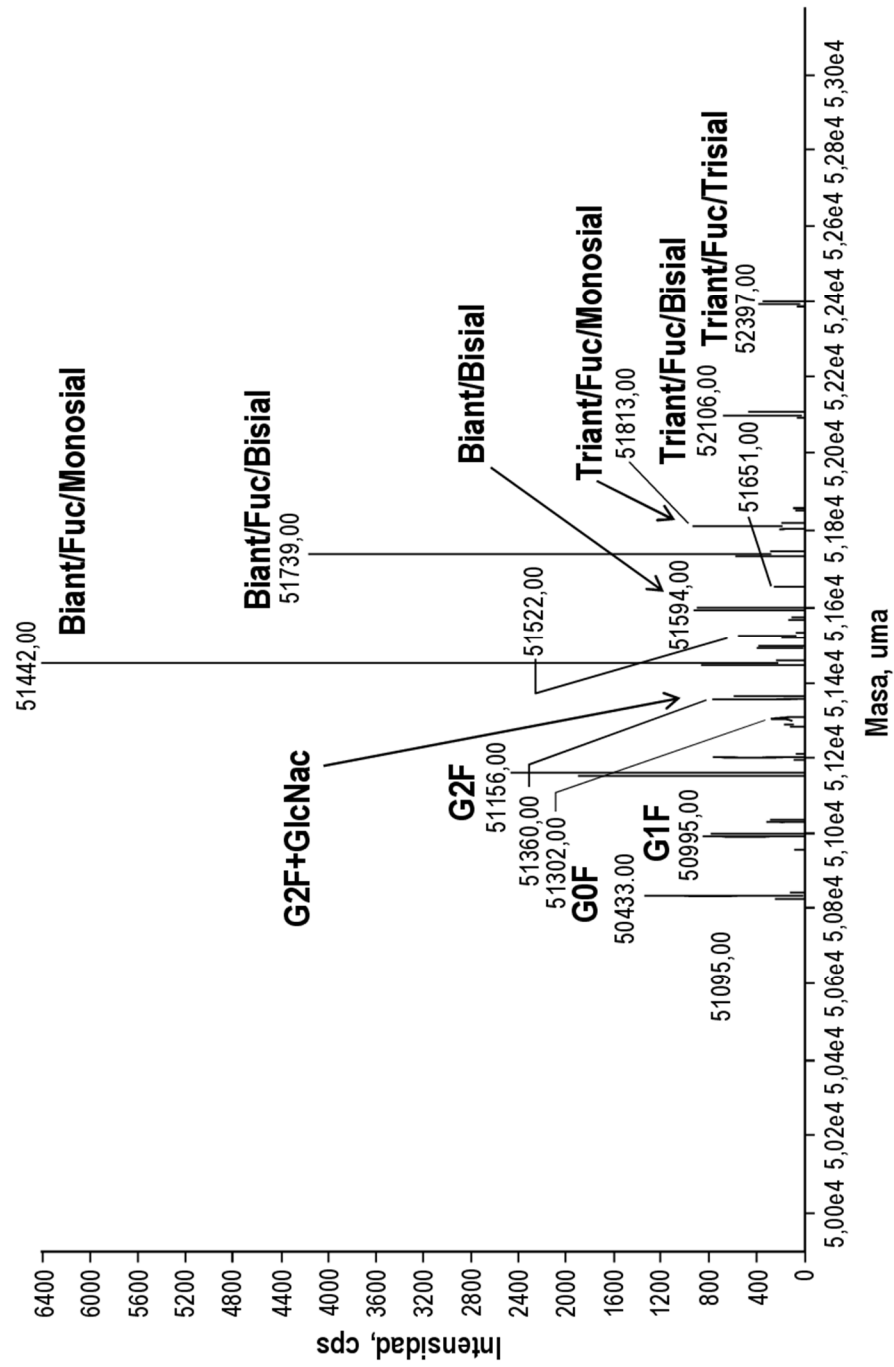 51442,00
Biant/Fuc/Monosial
Biant/Fuc/Bisial
51739,00
Biant/Bisial
Triant/Fuc/Monosial
51813,00
Triant/Fuc/Bisial
52106,00
Triant/Fuc/Trisial
52397,00
51651,00
51522,00
51594,00
G2F+GlcNac
G2F
51156,00
51360,00
51302,00
G0F
50433.00
G1F
50995,00
51095,00
Intensidad, cps
6400
6000
5600
5200
4800
4400
4000
3600
3200
2800
2400
2000
1600
1200
800
400
0
5,00e4 5,02e4 5,04e4 5,06e4 5,08e4 5,10e4 5,12e4 5,14e4 5,16e4 5,18e4 5,20e4 5,22e4 5,24e4 5,26e4 5,28e4 5,30e4
Masa, uma